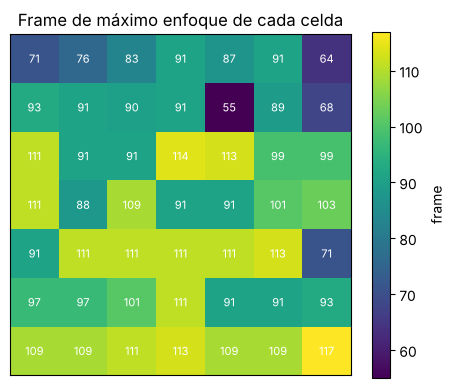 Frame de máximo enfoque de cada celda
71 76 83 91 87 91 64
93 91 90 91 55 89 68
111 91 91 114 113 99 99
111 88 109 91 91 101 103
91 111 111 111 111 113 71
97 97 101 111 91 91 93
109 109 111 113 109 109 117
110
100
90
80
70
60
frame